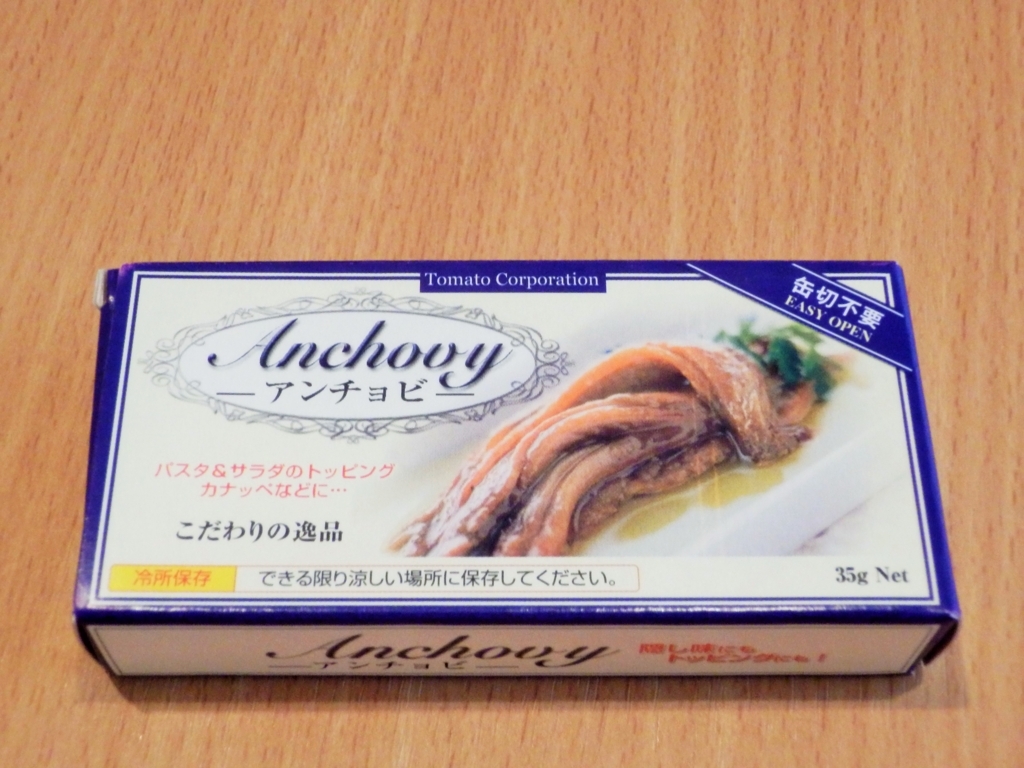 Tomato Corporation
缶切不要
EASY OPEN
Anchovy
アンチョビ
パスタ&サラダのトッピング
カナッペなどに…
こだわりの逸品
冷所保存 できる限り涼しい場所に保存してください。
35g Net
Anchovy
アンチョビ
隠し味にも
トッピングにも!